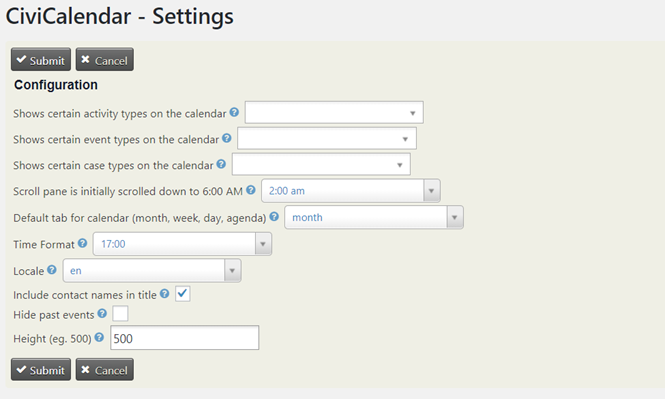 CiviCalendar - Settings
Submit Cancel
Configuration
Shows certain activity types on the calendar
Shows certain event types on the calendar
Shows certain case types on the calendar
Scroll pane is initially scrolled down to 6:00 AM 2:00 am
Default tab for calendar (month, week, day, agenda) month
Time Format 17:00
Locale en
Include contact names in title
Hide past events
Height (eg. 500) 500
Submit Cancel